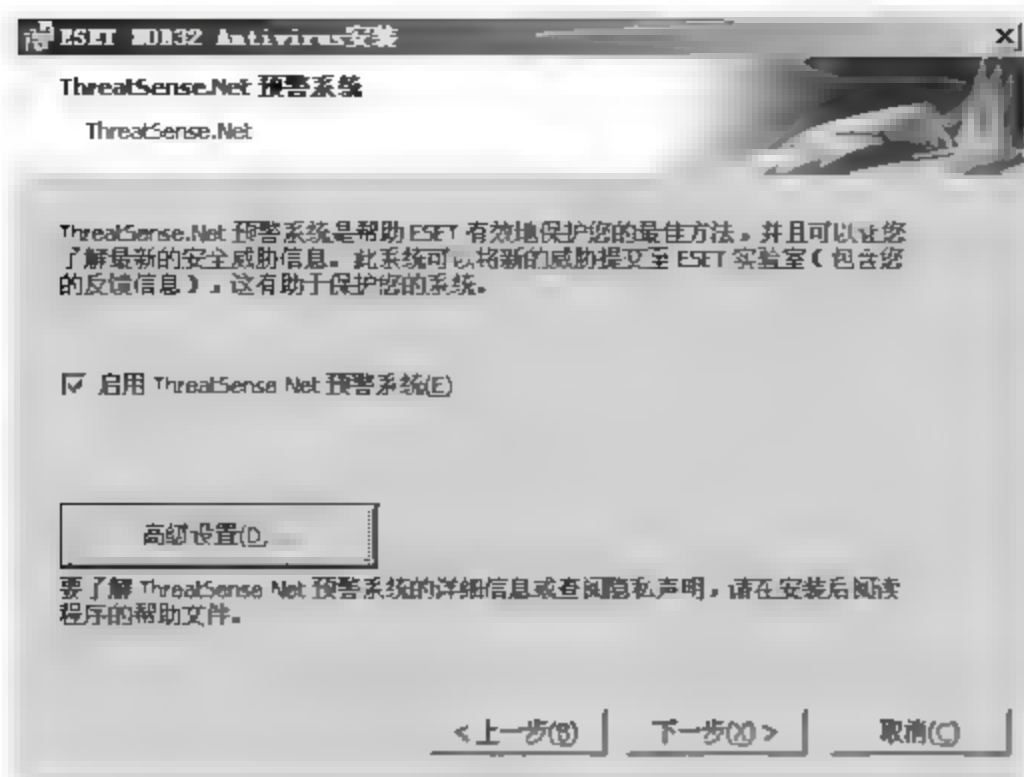 ESET NOD32 Antivirus安装
ThreatSense.Net 预警系统
ThreatSense.Net
ThreatSense.Net 预警系统是帮助 ESET 有效地保护您的最佳方法,并且可以让您
了解最新的安全威胁信息。此系统可以将新的威胁提交至 ESET 实验室(包含您
的反馈信息),这有助于保护您的系统。
启用 ThreatSense.Net 预警系统(E)
高级设置(D)...
要了解 ThreatSense.Net 预警系统的详细信息或查阅隐私声明,请在安装后阅读
程序的帮助文件。
< 上一步(B)
下一步(X) >
取消(C)